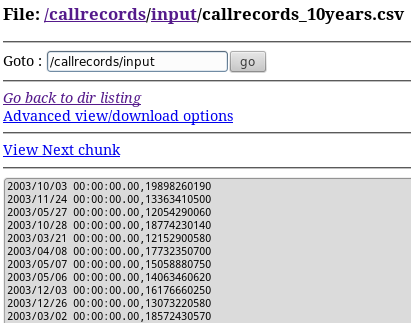 File: /callrecords/input/callrecords_10years.csv
Goto : /callrecords/input go
Go back to dir listing
Advanced view/download options
View Next chunk
2003/10/03 00:00:00.00,19898260190
2003/11/24 00:00:00.00,13363410500
2003/05/27 00:00:00.00,12054290060
2003/10/28 00:00:00.00,18774230140
2003/03/21 00:00:00.00,12152900580
2003/04/08 00:00:00.00,17732350700
2003/05/07 00:00:00.00,15058880750
2003/05/06 00:00:00.00,14063460620
2003/12/03 00:00:00.00,16176660250
2003/12/26 00:00:00.00,13073220580
2003/03/02 00:00:00.00,18572430570